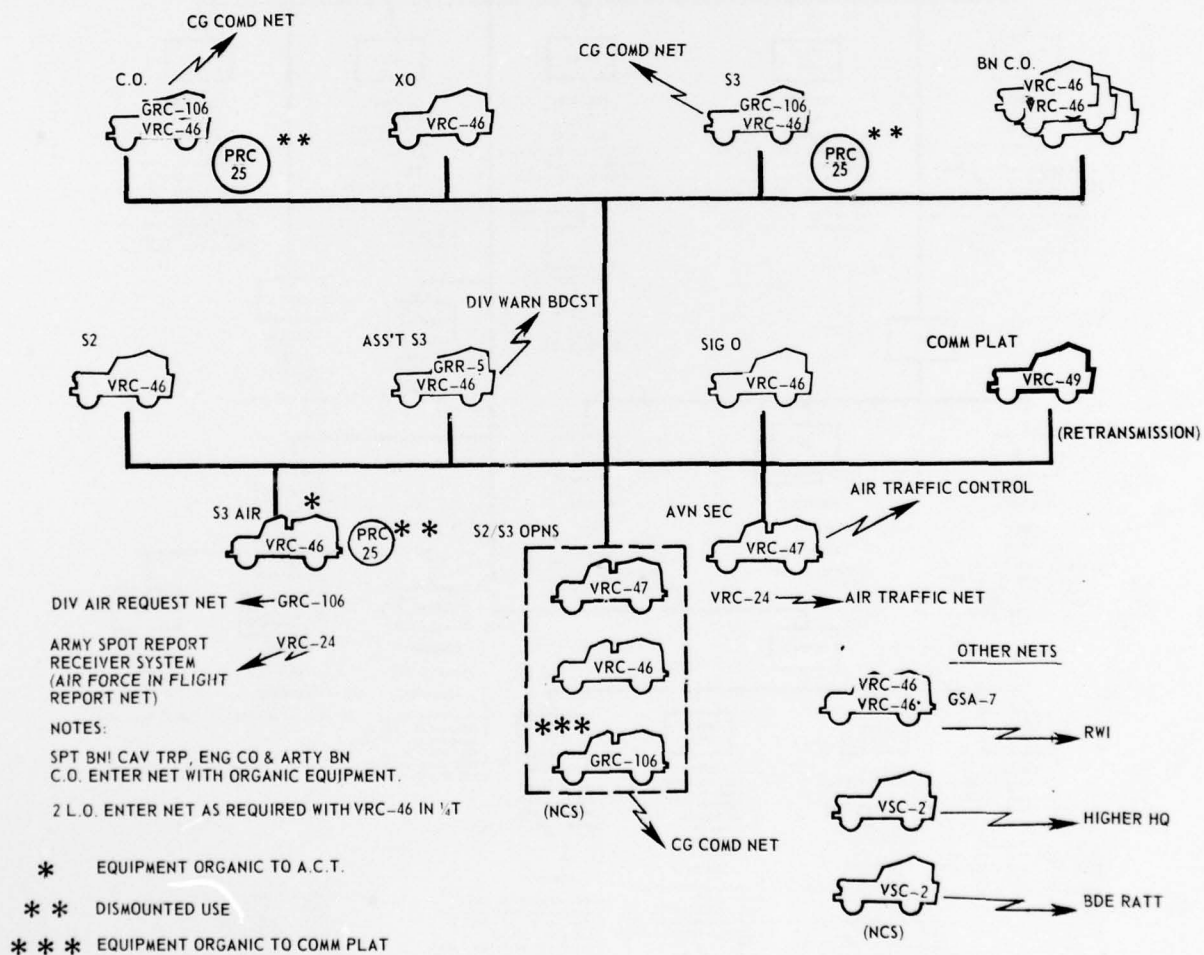 CG COMD NET
C.O.
GRC-106
VRC-46
PRC
25
* *
XO
VRC-46
CG COMD NET
S3
GRC-106
VRC-46
PRC
25
* *
BN C.O.
VRC-46
VRC-46
S2
VRC-46
DIV WARN BDCST
ASS'T S3
GRR-5
VRC-46
SIG O
VRC-46
COMM PLAT
VRC-49
(RETRANSMISSION)
S3 AIR
*
VRC-46
PRC
25
* *
DIV AIR REQUEST NET
GRC-106
ARMY SPOT REPORT
RECEIVER SYSTEM
(AIR FORCE IN FLIGHT
REPORT NET)
VRC-24
S2/S3 OPNS
VRC-47
VRC-46
***
GRC-106
(NCS)
CG COMD NET
AVN SEC
VRC-47
AIR TRAFFIC CONTROL
VRC-24
AIR TRAFFIC NET
OTHER NETS
VRC-46
VRC-46
GSA-7
RWI
VSC-2
HIGHER HQ
VSC-2
BDE RATT
(NCS)
NOTES:
SPT BN! CAV TRP, ENG CO & ARTY BN
C.O. ENTER NET WITH ORGANIC EQUIPMENT.
2 L.O. ENTER NET AS REQUIRED WITH VRC-46 IN ¼T
* EQUIPMENT ORGANIC TO A.C.T.
* * DISMOUNTED USE
* * * EQUIPMENT ORGANIC TO COMM PLAT